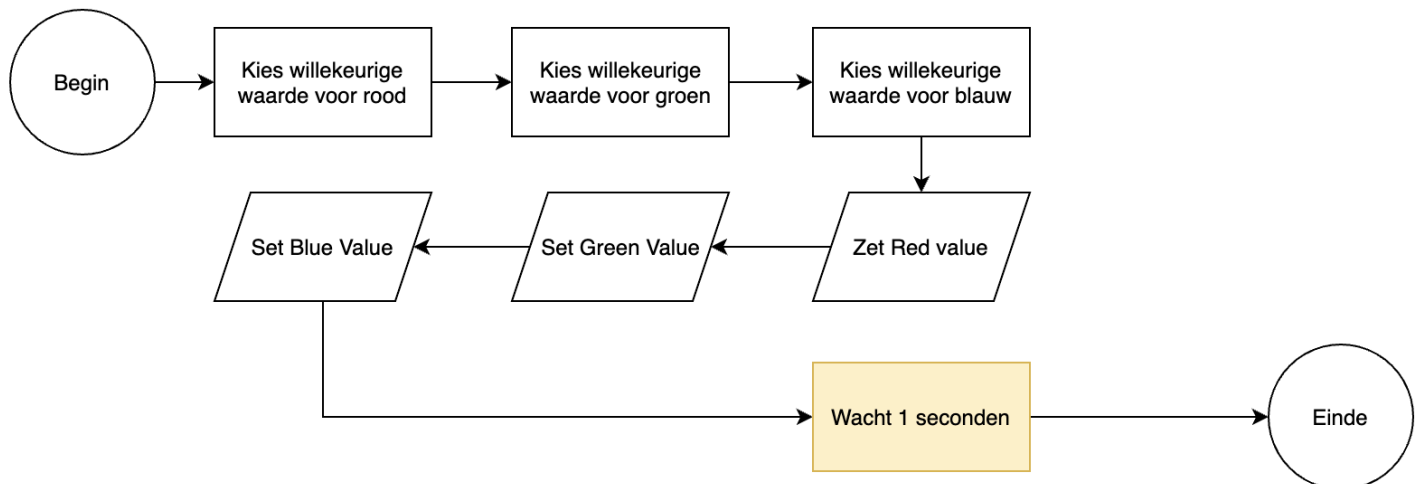 Begin
Kies willekeurige
waarde voor rood
Kies willekeurige
waarde voor groen
Kies willekeurige
waarde voor blauw
Zet Red value
Set Green Value
Set Blue Value
Wacht 1 seconden
Einde